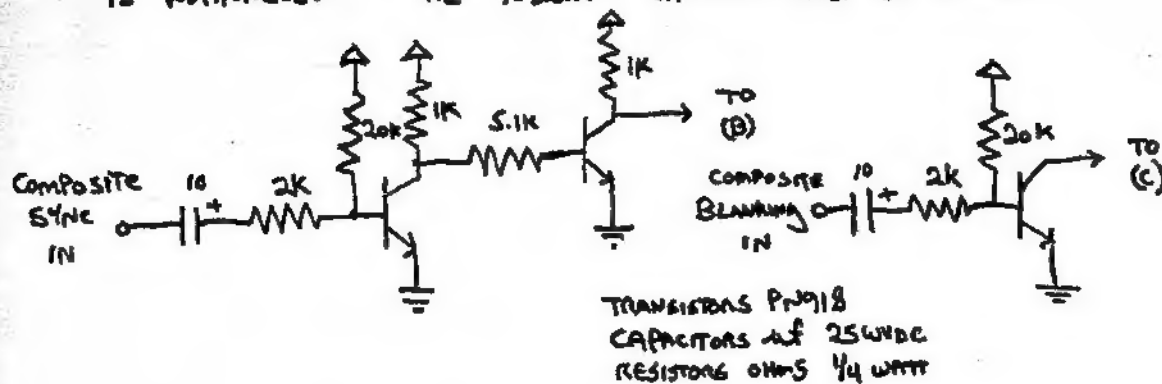 1K
TO
(B)
20K
1K
5.1K
20K
TO
(C)
COMPOSITE
SYNC
IN
10
+
2K
COMPOSITE
BLANKING
IN
10
+
2K
TRANSISTORS PN918
CAPACITORS uf 25WVDC
RESISTORS OHMS 1/4 WATT